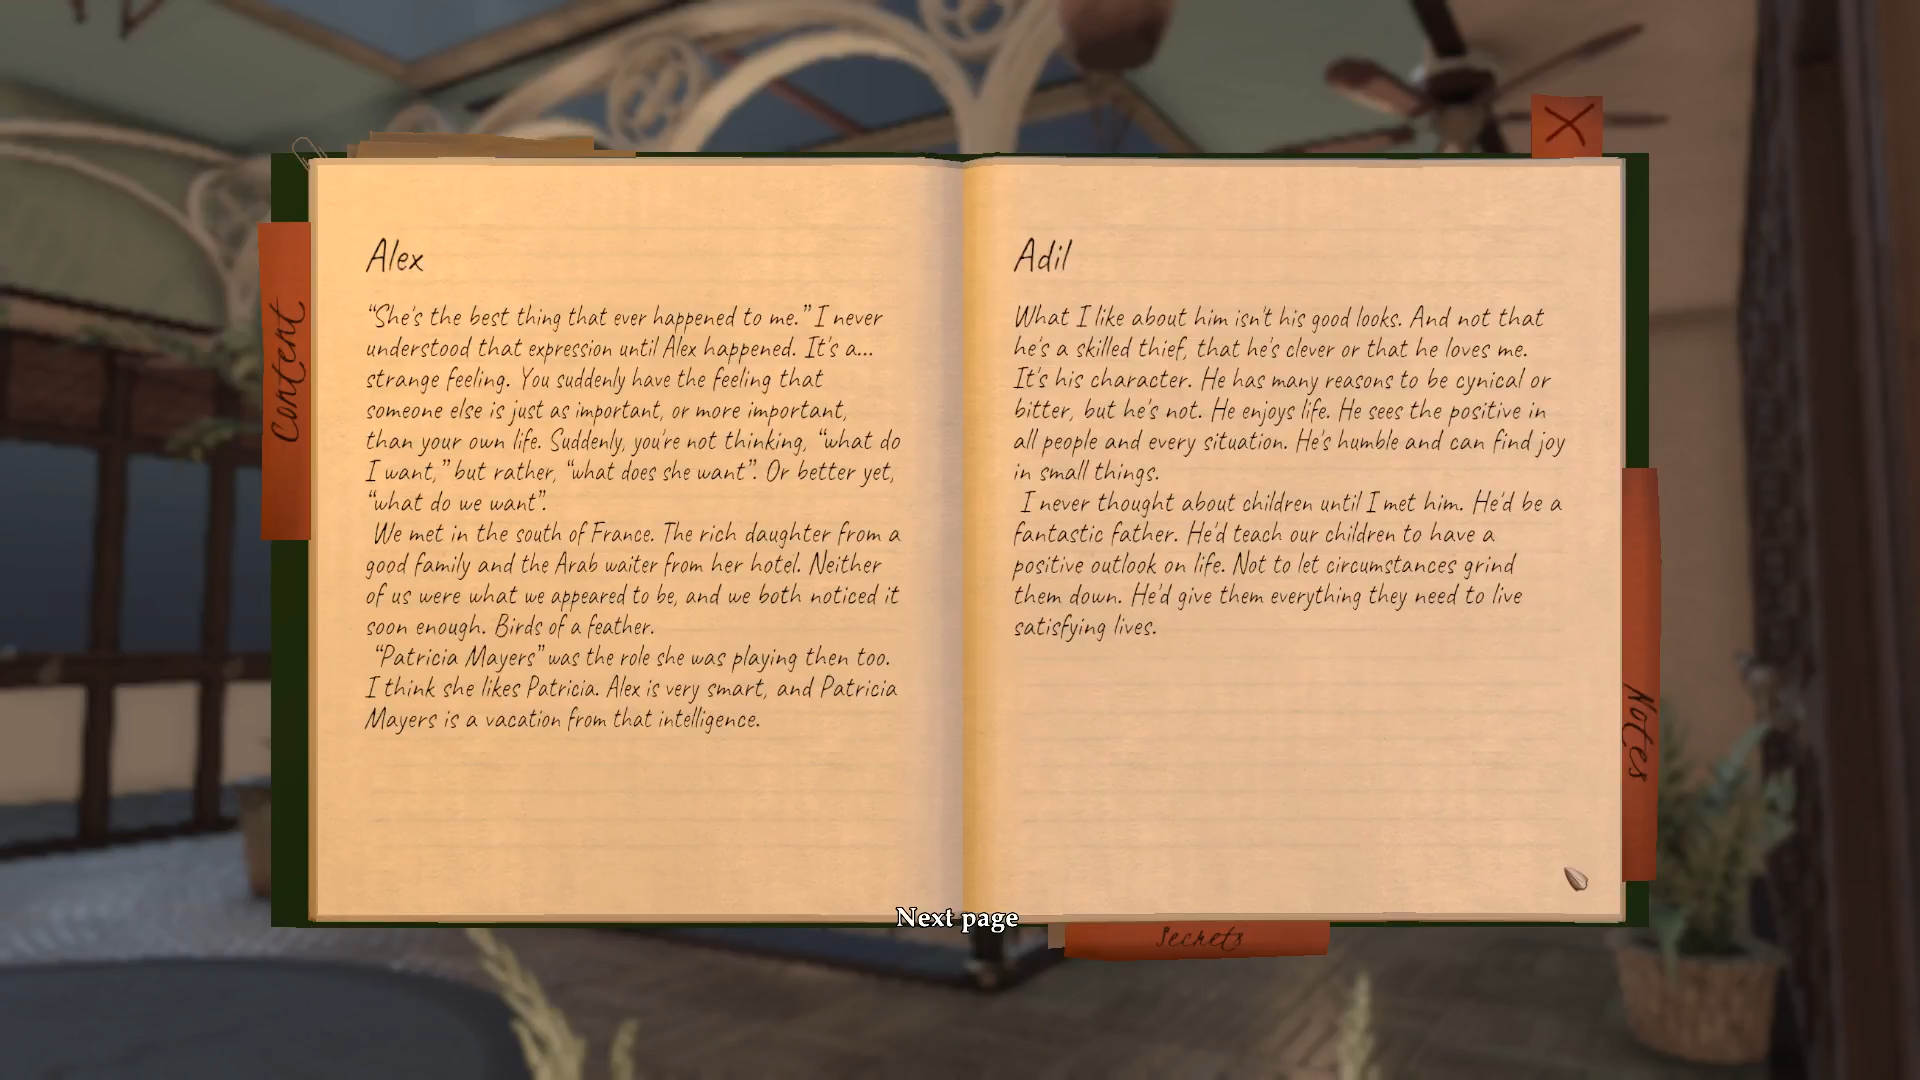 Alex
“She's the best thing that ever happened to me.” I never
understood that expression until Alex happened. It's a...
strange feeling. You suddenly have the feeling that
someone else is just as important, or more important,
than your own life. Suddenly, you're not thinking, “what do
I want,” but rather, “what does she want”. Or better yet,
“what do we want”.
We met in the south of France. The rich daughter from a
good family and the Arab waiter from her hotel. Neither
of us were what we appeared to be, and we both noticed it
soon enough. Birds of a feather.
“Patricia Mayers” was the role she was playing then too.
I think she likes Patricia. Alex is very smart, and Patricia
Mayers is a vacation from that intelligence.
Adil
What I like about him isn't his good looks. And not that
he's a skilled thief, that he's clever or that he loves me.
It's his character. He has many reasons to be cynical or
bitter, but he's not. He enjoys life. He sees the positive in
all people and every situation. He's humble and can find joy
in small things.
I never thought about children until I met him. He'd be a
fantastic father. He'd teach our children to have a
positive outlook on life. Not to let circumstances grind
them down. He'd give them everything they need to live
satisfying lives.
Content
Notes
Next page
Secrets